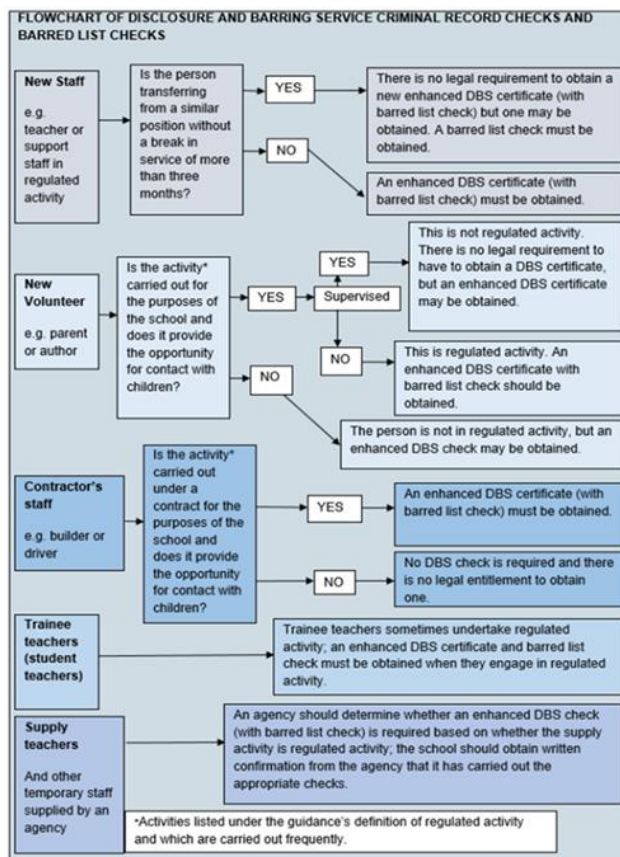 FLOWCHART OF DISCLOSURE AND BARRING SERVICE CRIMINAL RECORD CHECKS AND
BARRED LIST CHECKS
New Staff
e.g.
teacher or
support
staff in
regulated
activity
Is the person
transferring
from a similar
position without
a break in
service of more
than three
months?
YES
There is no legal requirement to obtain a
new enhanced DBS certificate (with
barred list check) but one may be
obtained. A barred list check must be
obtained.
NO
An enhanced DBS certificate (with
barred list check) must be obtained.
New
Volunteer
e.g. parent
or author
Is the activity*
carried out for
the purposes of
the school and
does it provide
the opportunity
for contact with
children?
YES
Supervised
YES
This is not regulated activity.
There is no legal requirement to
have to obtain a DBS certificate,
but an enhanced DBS certificate
may be obtained.
NO
This is regulated activity. An
enhanced DBS certificate with
barred list check should be
obtained.
NO
The person is not in regulated activity, but an
enhanced DBS check may be obtained.
Contractor's
staff
e.g. builder or
driver
Is the activity*
carried out
under a
contract for the
purposes of the
school and
does it provide
the opportunity
for contact with
children?
YES
An enhanced DBS certificate (with
barred list check) must be obtained.
NO
No DBS check is required and there
is no legal entitlement to obtain
one.
Trainee
teachers
(student
teachers)
Trainee teachers sometimes undertake regulated
activity; an enhanced DBS certificate and barred list
check must be obtained when they engage in regulated
activity.
Supply
teachers
And other
temporary staff
supplied by an
agency
An agency should determine whether an enhanced DBS check
(with barred list check) is required based on whether the supply
activity is regulated activity; the school should obtain written
confirmation from the agency that it has carried out the
appropriate checks.
*Activities listed under the guidance's definition of regulated activity
and which are carried out frequently.